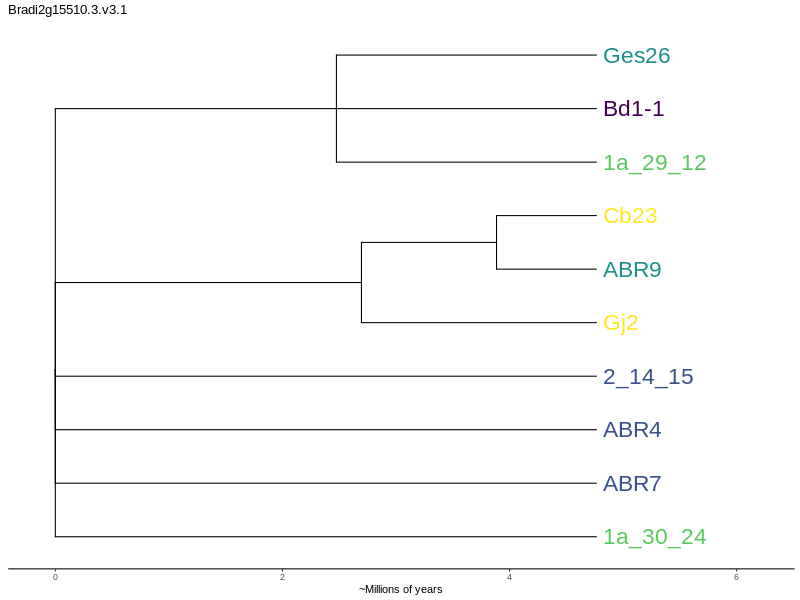 Bradi2g15510.3.v3.1
Ges26
Bd1-1
1a_29_12
Cb23
ABR9
Gj2
2_14_15
ABR4
ABR7
1a_30_24
0 2 4 6
~Millions of years